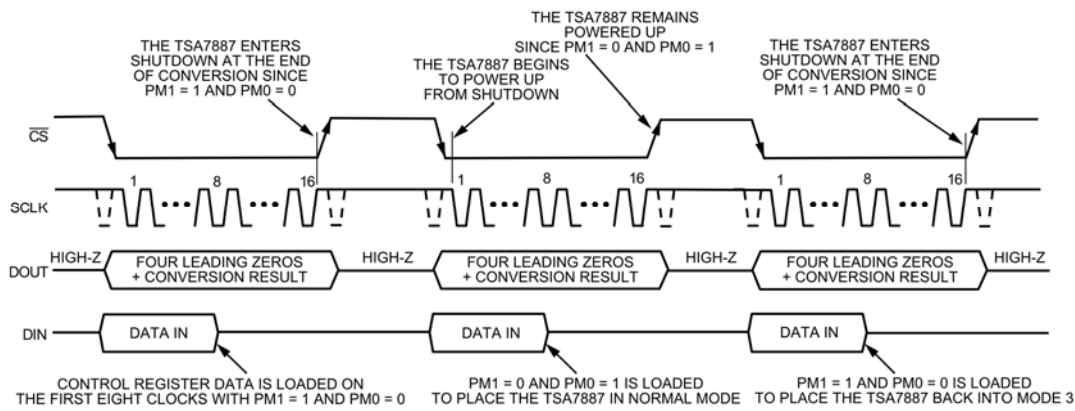 THE TSA7887 ENTERS
SHUTDOWN AT THE END
OF CONVERSION SINCE
PM1 = 1 AND PM0 = 0
THE TSA7887 BEGINS
TO POWER UP
FROM SHUTDOWN
THE TSA7887 REMAINS
POWERED UP
SINCE PM1 = 0 AND PM0 = 1
THE TSA7887 ENTERS
SHUTDOWN AT THE END
OF CONVERSION SINCE
PM1 = 1 AND PM0 = 0
CS
1 8 16 1 8 16 1 8 16
SCLK
DOUT
HIGH-Z
FOUR LEADING ZEROS
+ CONVERSION RESULT
HIGH-Z
FOUR LEADING ZEROS
+ CONVERSION RESULT
HIGH-Z
FOUR LEADING ZEROS
+ CONVERSION RESULT
HIGH-Z
DIN
DATA IN
DATA IN
DATA IN
CONTROL REGISTER DATA IS LOADED ON
THE FIRST EIGHT CLOCKS WITH PM1 = 1 AND PM0 = 0
PM1 = 0 AND PM0 = 1 IS LOADED
TO PLACE THE TSA7887 IN NORMAL MODE
PM1 = 1 AND PM0 = 0 IS LOADED
TO PLACE THE TSA7887 BACK INTO MODE 3